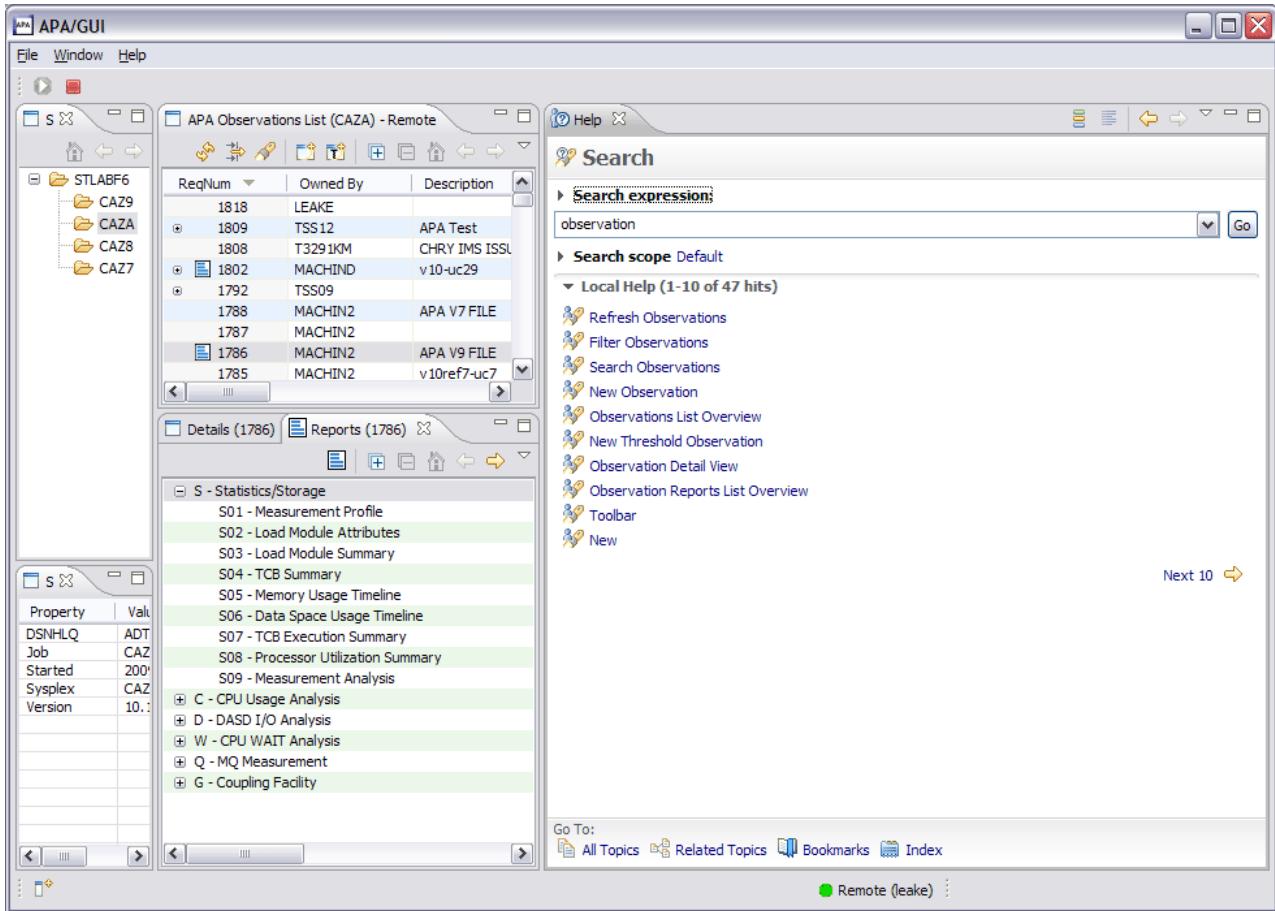 APA APA/GUI
File Window Help
S
STLABF6
CAZ9
CAZA
CAZ8
CAZ7
APA Observations List (CAZA) - Remote
T
ReqNum Owned By Description
1818 LEAKE
1809 TSS12 APA Test
1808 T3291KM CHRY IMS ISSU
1802 MACHIND v10-uc29
1792 TSS09
1788 MACHIN2 APA V7 FILE
1787 MACHIN2
1786 MACHIN2 APA V9 FILE
1785 MACHIN2 v10ref7-uc7
Details (1786) Reports (1786)
S - Statistics/Storage
S01 - Measurement Profile
S02 - Load Module Attributes
S03 - Load Module Summary
S04 - TCB Summary
S05 - Memory Usage Timeline
S06 - Data Space Usage Timeline
S07 - TCB Execution Summary
S08 - Processor Utilization Summary
S09 - Measurement Analysis
C - CPU Usage Analysis
D - DASD I/O Analysis
W - CPU WAIT Analysis
Q - MQ Measurement
G - Coupling Facility
S
Property Valu
DSNHLQ ADT
Job CAZ
Started 200
Sysplex CAZ
Version 10.1
Help
Search
Search expression:
observation Go
Search scope Default
Local Help (1-10 of 47 hits)
Refresh Observations
Filter Observations
Search Observations
New Observation
Observations List Overview
New Threshold Observation
Observation Detail View
Observation Reports List Overview
Toolbar
New
Next 10
Go To:
All Topics Related Topics Bookmarks Index
Remote (leake)